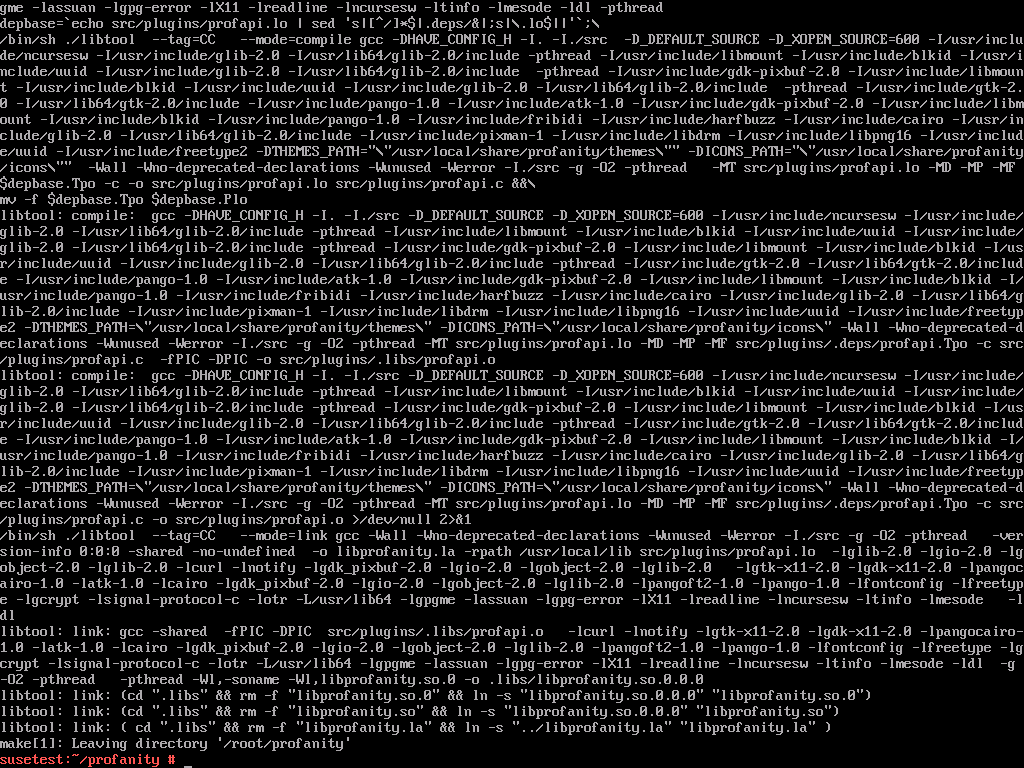 gme -lassuan -lgpg-error -lX11 -lreadline -lncursesw -ltinfo -lmesode -ldl -pthread
depbase=`echo src/plugins/profapi.lo | sed 's|[^/]*$|.deps/&|;s|\.lo$||'`;\
/bin/sh ./libtool  --tag=CC   --mode=compile gcc -DHAVE_CONFIG_H -I. -I./src  -D_DEFAULT_SOURCE -D_XOPEN_SOURCE=600 -I/usr/inclu
de/ncursesw -I/usr/include/glib-2.0 -I/usr/lib64/glib-2.0/include -pthread -I/usr/include/libmount -I/usr/include/blkid -I/usr/i
nclude/uuid -I/usr/include/glib-2.0 -I/usr/lib64/glib-2.0/include  -pthread -I/usr/include/gdk-pixbuf-2.0 -I/usr/include/libmoun
t -I/usr/include/blkid -I/usr/include/uuid -I/usr/include/glib-2.0 -I/usr/lib64/glib-2.0/include  -pthread -I/usr/include/gtk-2.
0 -I/usr/lib64/gtk-2.0/include -I/usr/include/pango-1.0 -I/usr/include/atk-1.0 -I/usr/include/gdk-pixbuf-2.0 -I/usr/include/libm
ount -I/usr/include/blkid -I/usr/include/pango-1.0 -I/usr/include/fribidi -I/usr/include/harfbuzz -I/usr/include/cairo -I/usr/in
clude/glib-2.0 -I/usr/lib64/glib-2.0/include -I/usr/include/pixman-1 -I/usr/include/libdrm -I/usr/include/libpng16 -I/usr/includ
e/uuid -I/usr/include/freetype2 -DTHEMES_PATH="\"/usr/local/share/profanity/themes\"" -DICONS_PATH="\"/usr/local/share/profanity
/icons\"" -Wall -Wno-deprecated-declarations -Wunused -Werror -I./src -g -O2 -pthread   -MT src/plugins/profapi.lo -MD -MP -MF
$depbase.Tpo -c -o src/plugins/profapi.lo src/plugins/profapi.c &&\
mv -f $depbase.Tpo $depbase.Plo
libtool: compile:  gcc -DHAVE_CONFIG_H -I. -I./src -D_DEFAULT_SOURCE -D_XOPEN_SOURCE=600 -I/usr/include/ncursesw -I/usr/include/
glib-2.0 -I/usr/lib64/glib-2.0/include -pthread -I/usr/include/libmount -I/usr/include/blkid -I/usr/include/uuid -I/usr/include/
glib-2.0 -I/usr/lib64/glib-2.0/include -pthread -I/usr/include/gdk-pixbuf-2.0 -I/usr/include/libmount -I/usr/include/blkid -I/us
r/include/uuid -I/usr/include/glib-2.0 -I/usr/lib64/glib-2.0/include -pthread -I/usr/include/gtk-2.0 -I/usr/lib64/gtk-2.0/includ
e -I/usr/include/pango-1.0 -I/usr/include/atk-1.0 -I/usr/include/gdk-pixbuf-2.0 -I/usr/include/libmount -I/usr/include/blkid -I/
usr/include/pango-1.0 -I/usr/include/fribidi -I/usr/include/harfbuzz -I/usr/include/cairo -I/usr/include/glib-2.0 -I/usr/lib64/g
lib-2.0/include -I/usr/include/pixman-1 -I/usr/include/libdrm -I/usr/include/libpng16 -I/usr/include/uuid -I/usr/include/freetyp
e2 -DTHEMES_PATH=\"/usr/local/share/profanity/themes\" -DICONS_PATH=\"/usr/local/share/profanity/icons\" -Wall -Wno-deprecated-d
eclarations -Wunused -Werror -I./src -g -O2 -pthread -MT src/plugins/profapi.lo -MD -MP -MF src/plugins/.deps/profapi.Tpo -c src
/plugins/profapi.c  -fPIC -DPIC -o src/plugins/.libs/profapi.o
libtool: compile:  gcc -DHAVE_CONFIG_H -I. -I./src -D_DEFAULT_SOURCE -D_XOPEN_SOURCE=600 -I/usr/include/ncursesw -I/usr/include/
glib-2.0 -I/usr/lib64/glib-2.0/include -pthread -I/usr/include/libmount -I/usr/include/blkid -I/usr/include/uuid -I/usr/include/
glib-2.0 -I/usr/lib64/glib-2.0/include -pthread -I/usr/include/gdk-pixbuf-2.0 -I/usr/include/libmount -I/usr/include/blkid -I/us
r/include/uuid -I/usr/include/glib-2.0 -I/usr/lib64/glib-2.0/include -pthread -I/usr/include/gtk-2.0 -I/usr/lib64/gtk-2.0/includ
e -I/usr/include/pango-1.0 -I/usr/include/atk-1.0 -I/usr/include/gdk-pixbuf-2.0 -I/usr/include/libmount -I/usr/include/blkid -I/
usr/include/pango-1.0 -I/usr/include/fribidi -I/usr/include/harfbuzz -I/usr/include/cairo -I/usr/include/glib-2.0 -I/usr/lib64/g
lib-2.0/include -I/usr/include/pixman-1 -I/usr/include/libdrm -I/usr/include/libpng16 -I/usr/include/uuid -I/usr/include/freetyp
e2 -DTHEMES_PATH=\"/usr/local/share/profanity/themes\" -DICONS_PATH=\"/usr/local/share/profanity/icons\" -Wall -Wno-deprecated-d
eclarations -Wunused -Werror -I./src -g -O2 -pthread -MT src/plugins/profapi.lo -MD -MP -MF src/plugins/.deps/profapi.Tpo -c src
/plugins/profapi.c -o src/plugins/profapi.o >/dev/null 2>&1
/bin/sh ./libtool  --tag=CC   --mode=link gcc -Wall -Wno-deprecated-declarations -Wunused -Werror -I./src -g -O2 -pthread   -ver
sion-info 0:0:0 -shared -no-undefined  -o libprofanity.la -rpath /usr/local/lib src/plugins/profapi.lo  -lglib-2.0 -lgio-2.0 -lg
object-2.0 -lglib-2.0 -lcurl -lnotify -lgdk_pixbuf-2.0 -lgio-2.0 -lgobject-2.0 -lglib-2.0   -lgtk-x11-2.0 -lgdk-x11-2.0 -lpangoc
airo-1.0 -latk-1.0 -lcairo -lgdk_pixbuf-2.0 -lgio-2.0 -lgobject-2.0 -lglib-2.0 -lpangoft2-1.0 -lpango-1.0 -lfontconfig -lfreetyp
e -lgcrypt -lsignal-protocol-c -lotr -L/usr/lib64 -lgpgme -lassuan -lgpg-error -lX11 -lreadline -lncursesw -ltinfo -lmesode   -l
dl
libtool: link: gcc -shared  -fPIC -DPIC  src/plugins/.libs/profapi.o   -lcurl -lnotify -lgtk-x11-2.0 -lgdk-x11-2.0 -lpangocairo-
1.0 -latk-1.0 -lcairo -lgdk_pixbuf-2.0 -lgio-2.0 -lgobject-2.0 -lglib-2.0 -lpangoft2-1.0 -lpango-1.0 -lfontconfig -lfreetype -lg
crypt -lsignal-protocol-c -lotr -L/usr/lib64 -lgpgme -lassuan -lgpg-error -lX11 -lreadline -lncursesw -ltinfo -lmesode -ldl  -g
-O2 -pthread   -pthread -Wl,-soname -Wl,libprofanity.so.0 -o .libs/libprofanity.so.0.0.0
libtool: link: (cd ".libs" && rm -f "libprofanity.so.0" && ln -s "libprofanity.so.0.0.0" "libprofanity.so.0")
libtool: link: (cd ".libs" && rm -f "libprofanity.so" && ln -s "libprofanity.so.0.0.0" "libprofanity.so")
libtool: link: ( cd ".libs" && rm -f "libprofanity.la" && ln -s "../libprofanity.la" "libprofanity.la" )
make[1]: Leaving directory '/root/profanity'
susetest:~/profanity # _